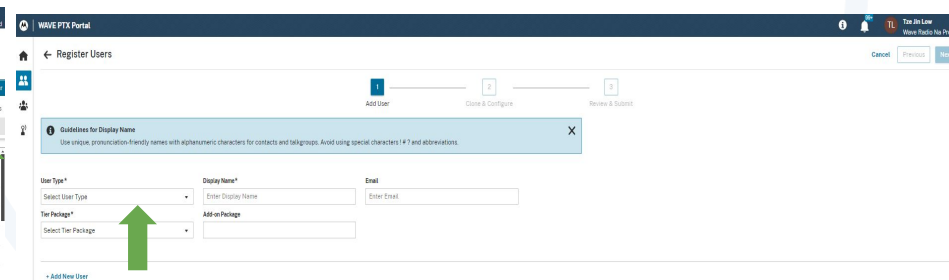 WAVE PTX Portal
99+
TL
Tze Jin Low
Wave Radio Na Pr
← Register Users
Cancel
Previous
Ne
1
2
3
Add User
Clone & Configure
Review & Submit
Guidelines for Display Name
X
Use unique, pronunciation-friendly names with alphanumeric characters for contacts and talkgroups. Avoid using special characters ! # ? and abbreviations.
User Type *
Display Name*
Email
Select User Type
Enter Display Name
Enter Email
Tier Package*
Add-on Package
Select Tier Package
+ Add New User